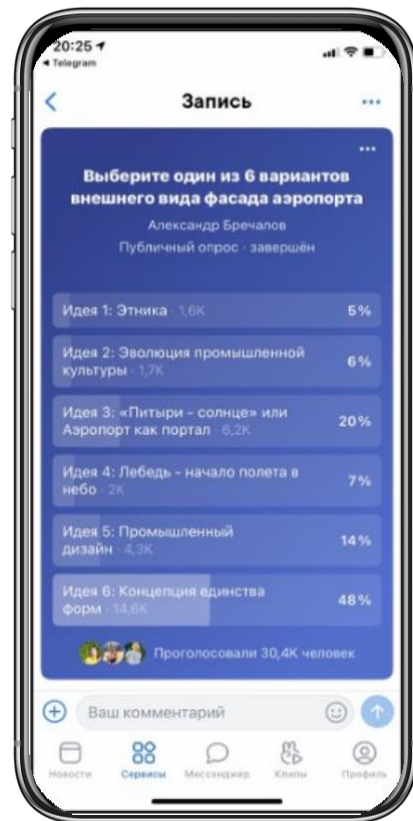 20:25
◀ Telegram
Запись
Выберите один из 6 вариантов
внешнего вида фасада аэропорта
Александр Бречалов
Публичный опрос · завершён
Идея 1: Этника · 1,6K
5%
Идея 2: Эволюция промышленной
культуры · 1,7K
6%
Идея 3: «Питыри – солнце» или
Аэропорт как портал · 6,2K
20%
Идея 4: Лебедь – начало полета в
небо · 2K
7%
Идея 5: Промышленный
дизайн · 4,3K
14%
Идея 6: Концепция единства
форм · 14,6K
48%
Проголосовали 30,4K человек
Ваш комментарий
Новости
Сервисы
Мессенджер
Клипы
Профиль